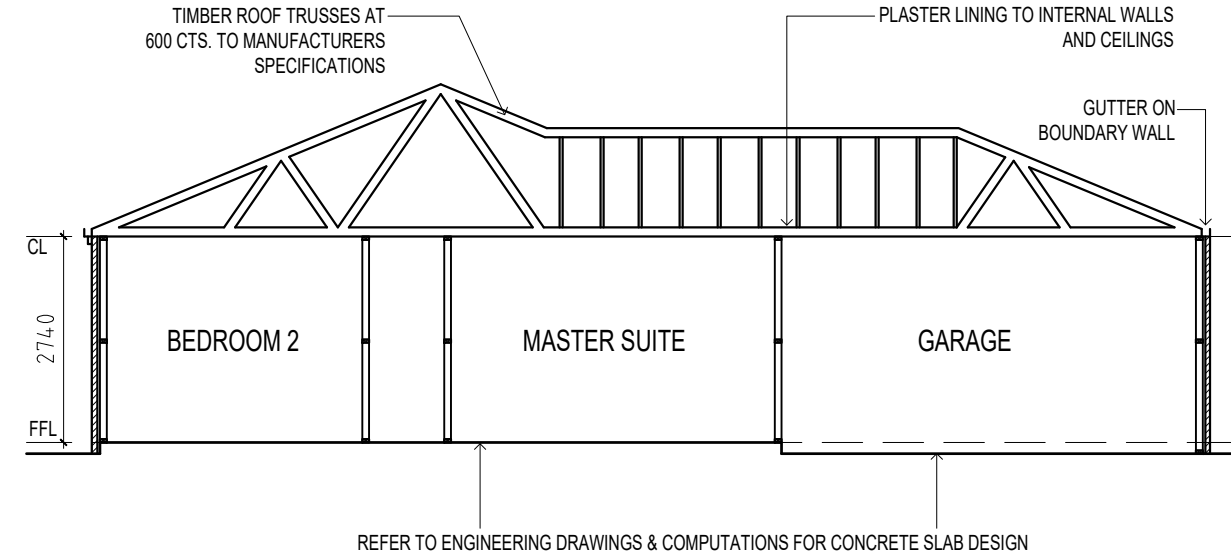 TIMBER ROOF TRUSSES AT
600 CTS. TO MANUFACTURERS
SPECIFICATIONS
PLASTER LINING TO INTERNAL WALLS
AND CEILINGS
GUTTER ON
BOUNDARY WALL
CL
2740
FFL
BEDROOM 2
MASTER SUITE
GARAGE
REFER TO ENGINEERING DRAWINGS & COMPUTATIONS FOR CONCRETE SLAB DESIGN